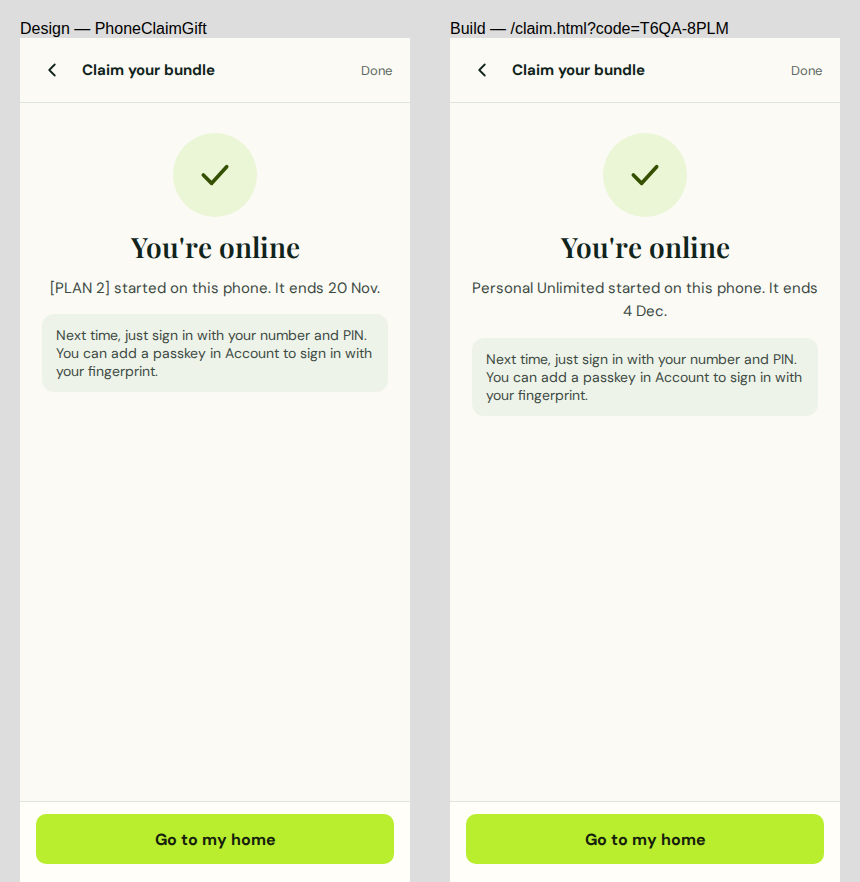 Design — PhoneClaimGift
Claim your bundle
Done
You're online
[PLAN 2] started on this phone. It ends 20 Nov.
Next time, just sign in with your number and PIN.
You can add a passkey in Account to sign in with
your fingerprint.
Go to my home
Build — /claim.html?code=T6QA-8PLM
Claim your bundle
Done
You're online
Personal Unlimited started on this phone. It ends
4 Dec.
Next time, just sign in with your number and PIN.
You can add a passkey in Account to sign in with
your fingerprint.
Go to my home